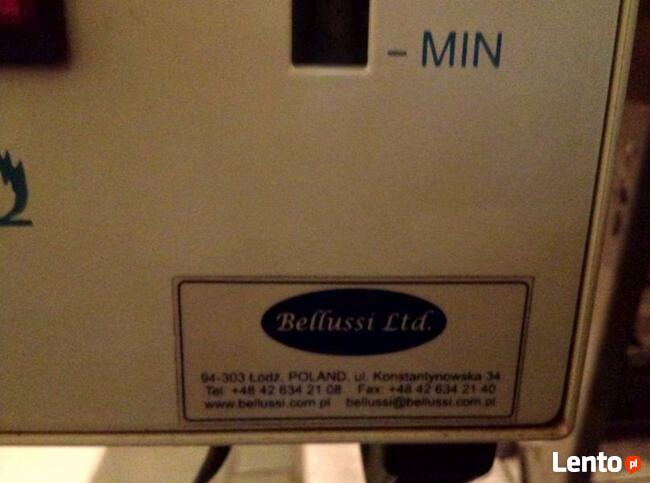 – MIN
Bellussi Ltd.
94-303 Łódź, POLAND, ul. Konstantynowska 34
Tel: +48 42 634 21 08 Fax: +48 42 634 21 40
www.bellussi.com.pl bellussi@bellussi.com.pl
Lento pl